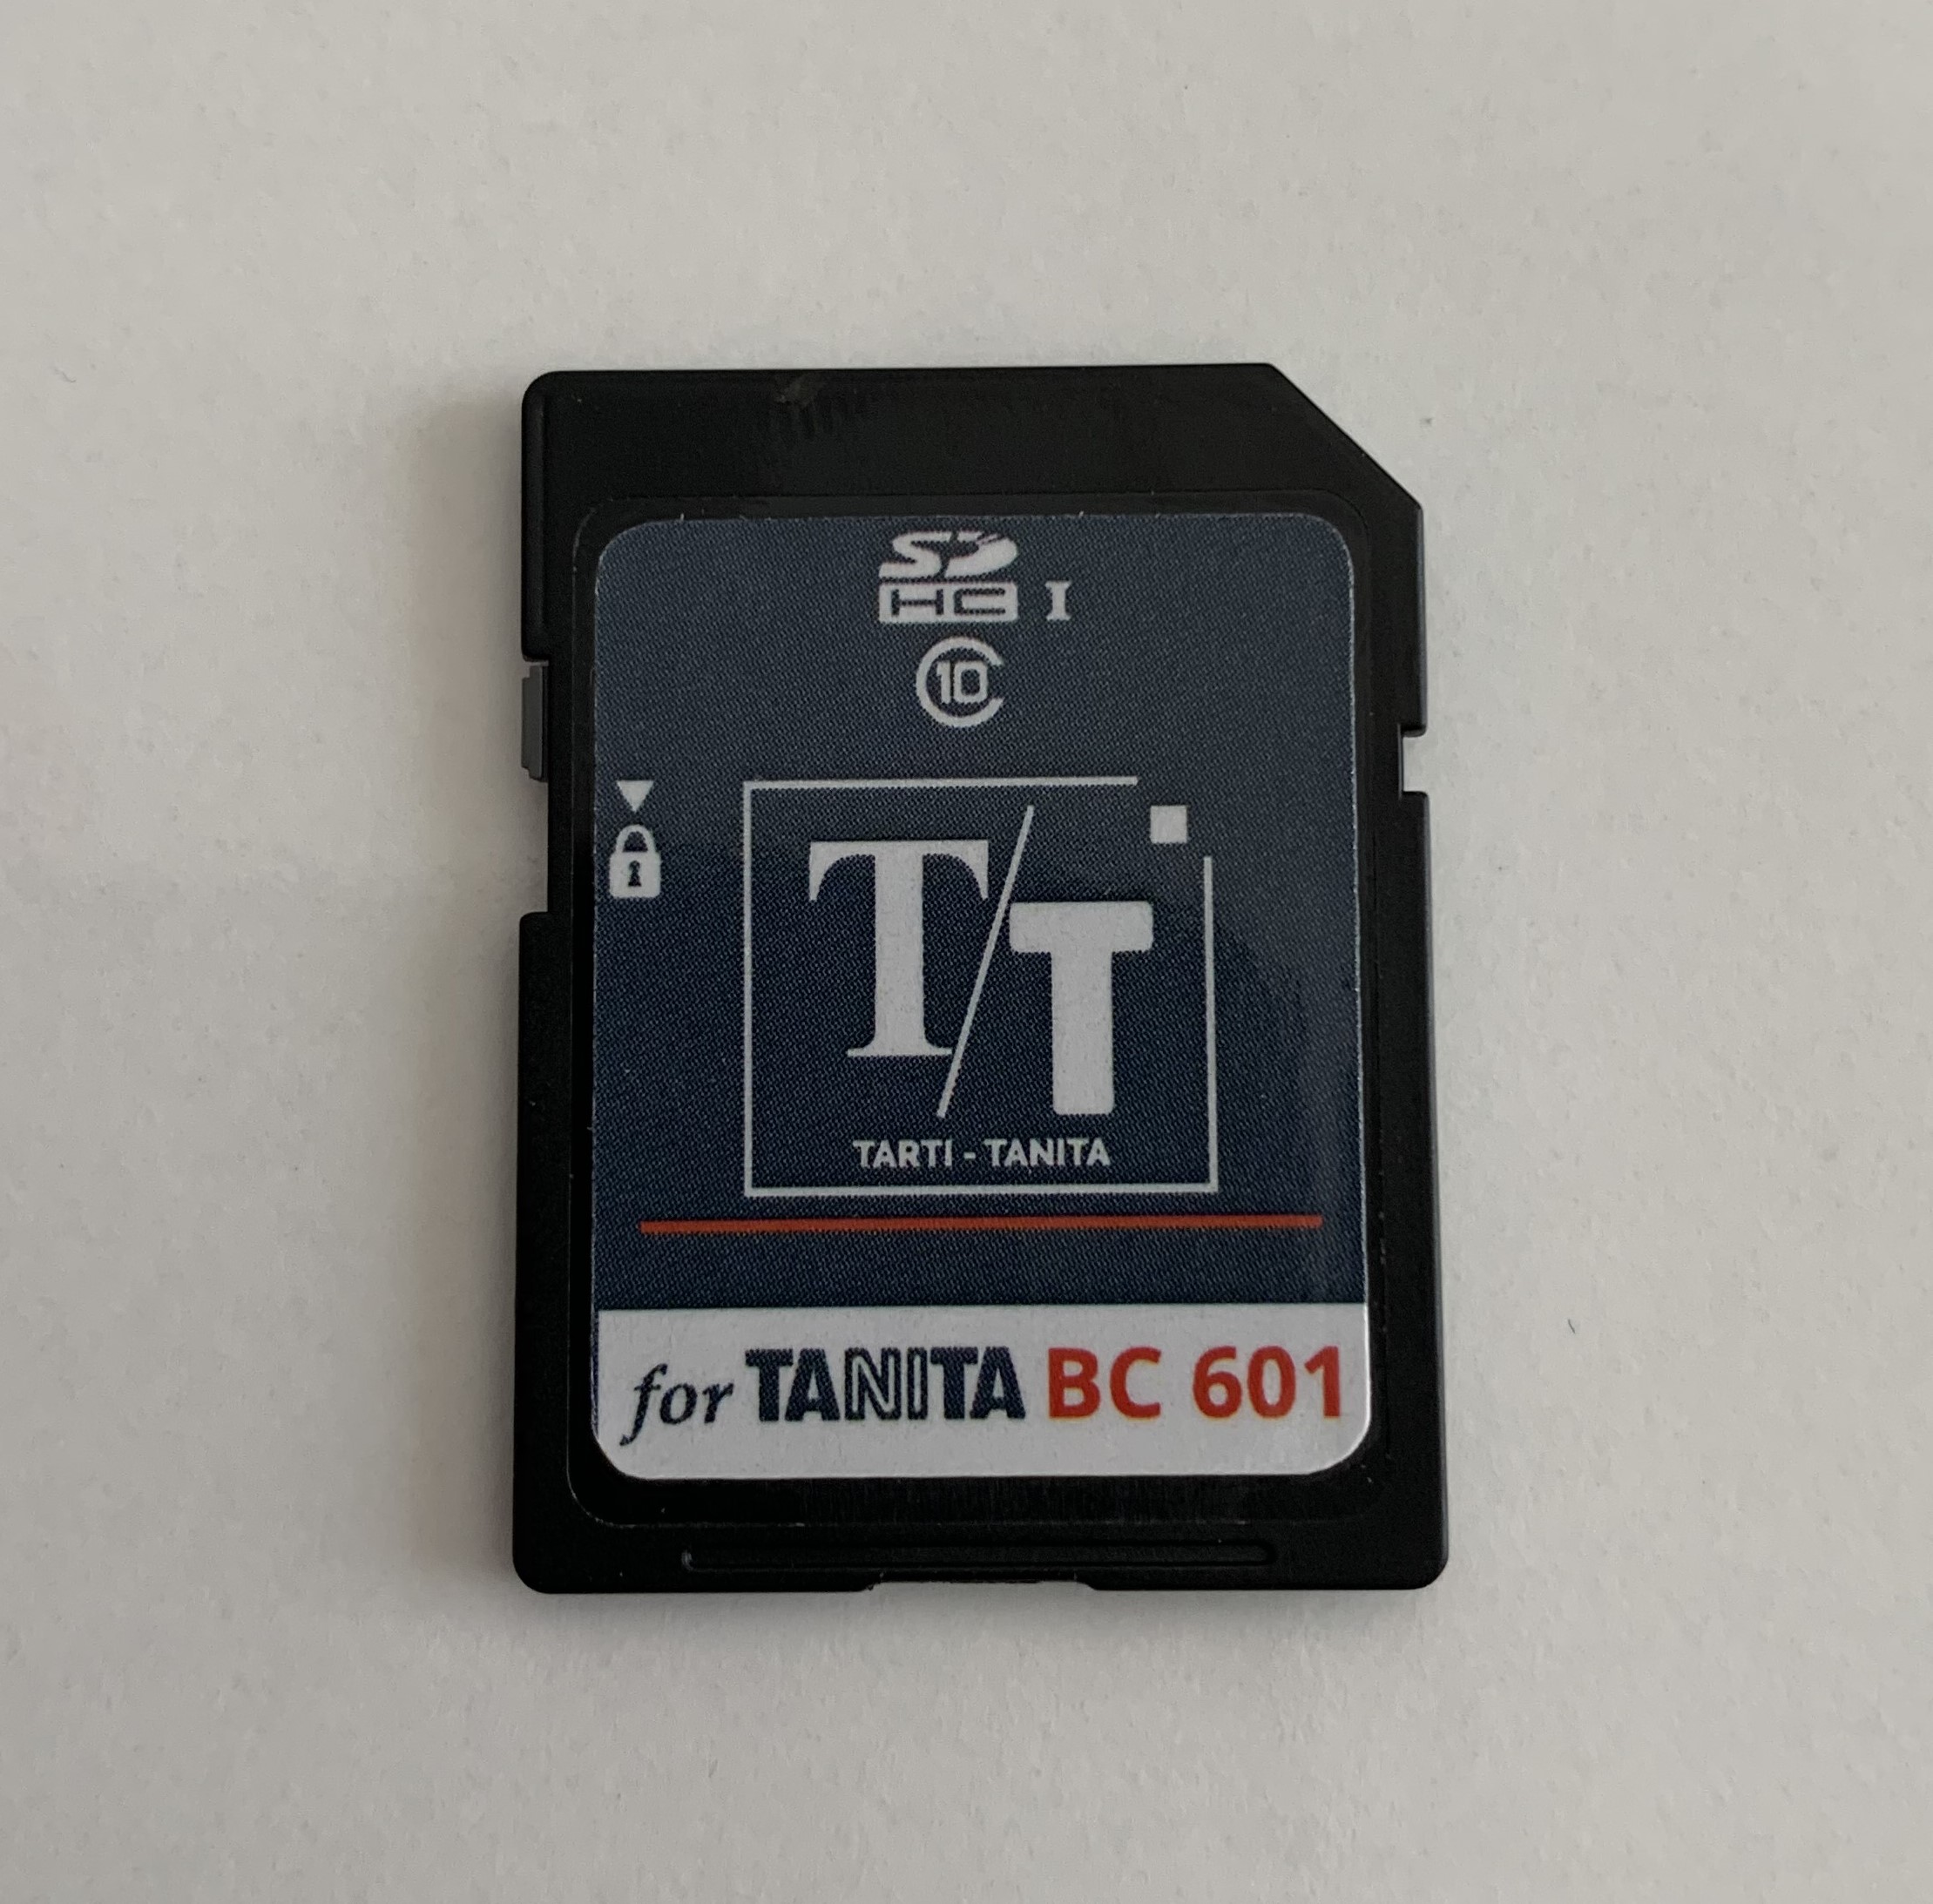 SD
HC I
10
T/T
TARTI - TANITA
for TANITA BC 601